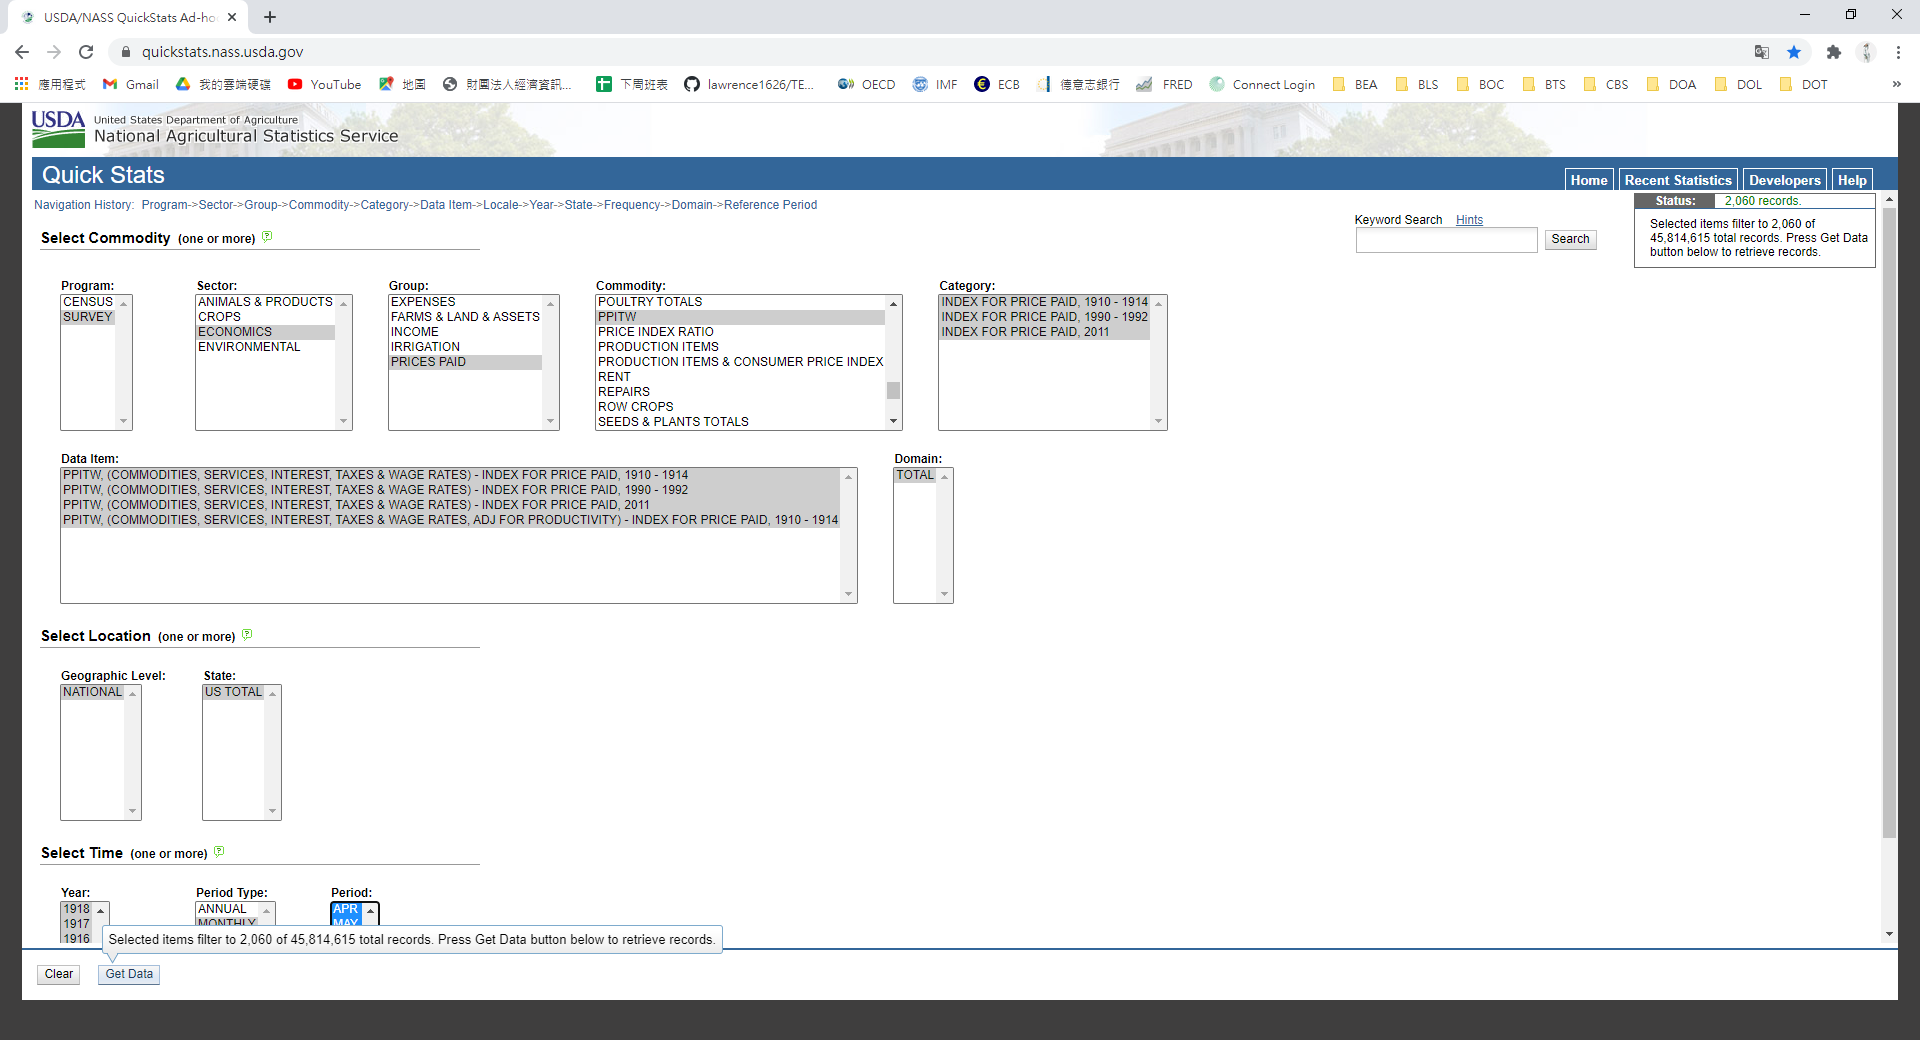 USDA/NASS QuickStats Ad-ho
quickstats.nass.usda.gov
應用程式
Gmail
我的雲端硬碟
YouTube
地圖
財團法人經濟資訊...
下周班表
lawrence1626/TE...
OECD
IMF
ECB
德意志銀行
FRED
Connect Login
BEA
BLS
BOC
BTS
CBS
DOA
DOL
DOT
»
USDA
United States Department of Agriculture
National Agricultural Statistics Service
Quick Stats
Home
Recent Statistics
Developers
Help
Navigation History: Program->Sector->Group->Commodity->Category->Data Item->Locale->Year->State->Frequency->Domain->Reference Period
Status: 2,060 records.
Selected items filter to 2,060 of
45,814,615 total records. Press Get Data
button below to retrieve records.
Keyword Search Hints
Search
Select Commodity (one or more) ?
Program:
CENSUS
SURVEY
Sector:
ANIMALS & PRODUCTS
CROPS
ECONOMICS
ENVIRONMENTAL
Group:
EXPENSES
FARMS & LAND & ASSETS
INCOME
IRRIGATION
PRICES PAID
Commodity:
POULTRY TOTALS
PPITW
PRICE INDEX RATIO
PRODUCTION ITEMS
PRODUCTION ITEMS & CONSUMER PRICE INDEX
RENT
REPAIRS
ROW CROPS
SEEDS & PLANTS TOTALS
Category:
INDEX FOR PRICE PAID, 1910 - 1914
INDEX FOR PRICE PAID, 1990 - 1992
INDEX FOR PRICE PAID, 2011
Data Item:
PPITW, (COMMODITIES, SERVICES, INTEREST, TAXES & WAGE RATES) - INDEX FOR PRICE PAID, 1910 - 1914
PPITW, (COMMODITIES, SERVICES, INTEREST, TAXES & WAGE RATES) - INDEX FOR PRICE PAID, 1990 - 1992
PPITW, (COMMODITIES, SERVICES, INTEREST, TAXES & WAGE RATES) - INDEX FOR PRICE PAID, 2011
PPITW, (COMMODITIES, SERVICES, INTEREST, TAXES & WAGE RATES, ADJ FOR PRODUCTIVITY) - INDEX FOR PRICE PAID, 1910 - 1914
Domain:
TOTAL
Select Location (one or more) ?
Geographic Level:
NATIONAL
State:
US TOTAL
Select Time (one or more) ?
Year:
1918
1917
1916
Period Type:
ANNUAL
MONTHLY
Period:
APR
MAY
Selected items filter to 2,060 of 45,814,615 total records. Press Get Data button below to retrieve records.
Clear
Get Data